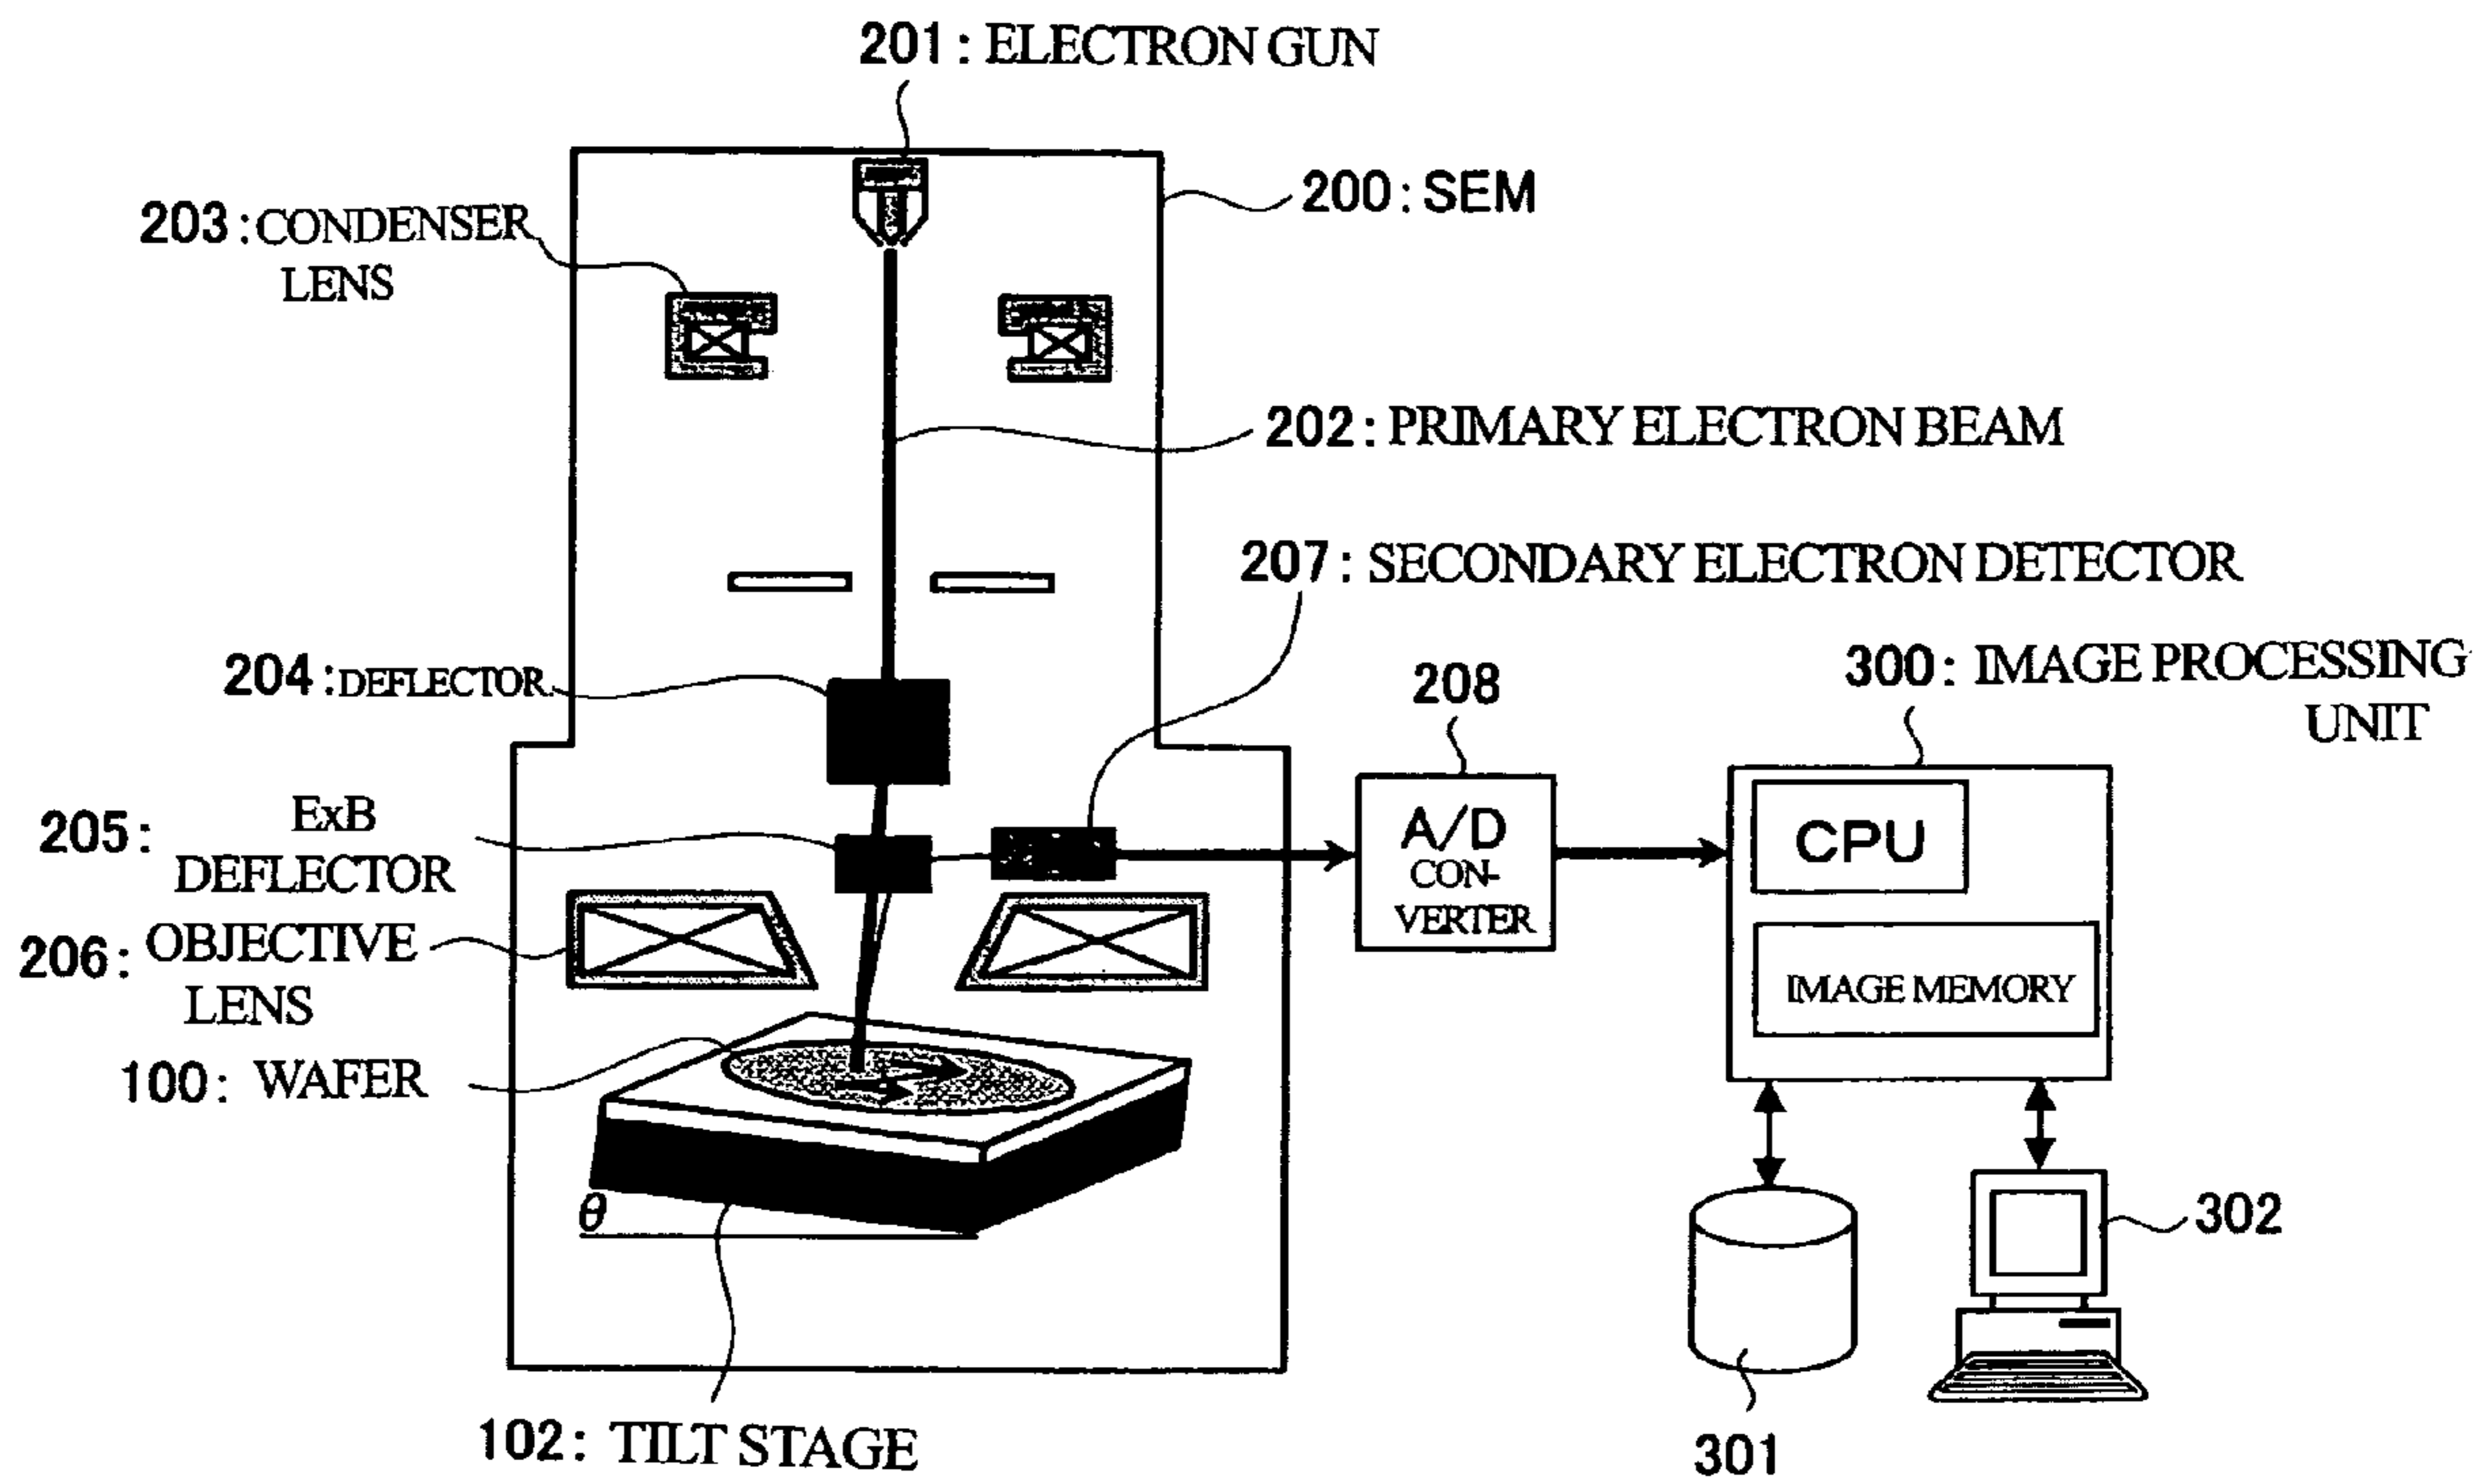 201: ELECTRON GUN
200: SEM
203: CONDENSER
LENS
202: PRIMARY ELECTRON BEAM
207: SECONDARY ELECTRON DETECTOR
204: DEFLECTOR
208
300: IMAGE PROCESSING
UNIT
205: ExB
DEFLECTOR
A/D
CON-
VERTER
CPU
206: OBJECTIVE
LENS
IMAGE MEMORY
100: WAFER
θ
302
102: TILT STAGE
301